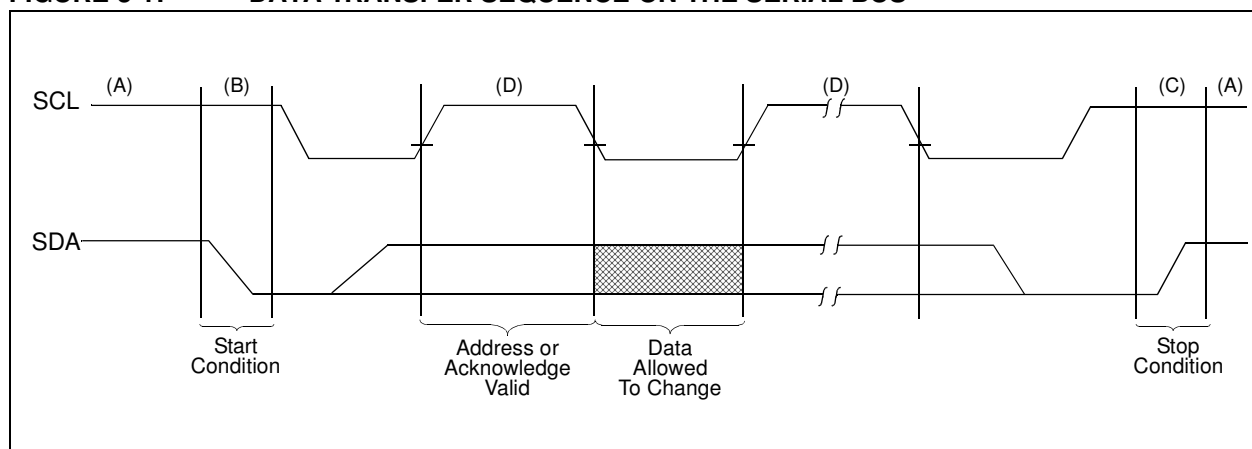 (A) (B) (D) (D) (C) (A)
SCL
SDA
Start
Condition
Address or
Acknowledge
Valid
Data
Allowed
To Change
Stop
Condition